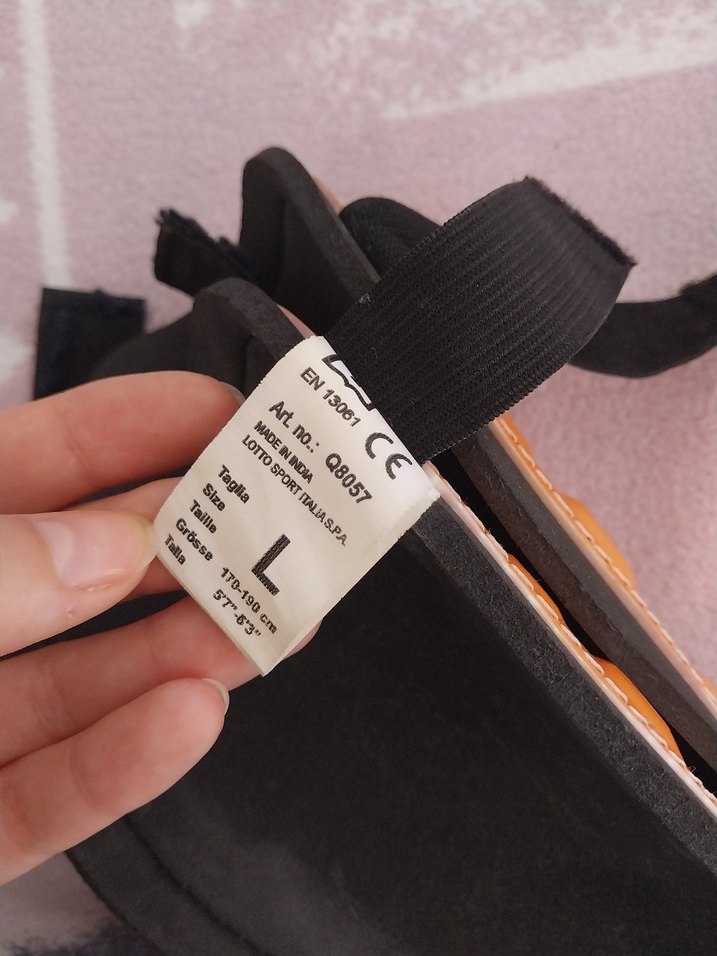 EN 13061
CE
Art. no.: Q8057
MADE IN INDIA
LOTTO SPORT ITALIA S.P.A.
Taglia
Size
Taille
Grösse
Talla
L
170-190 cm
5'7"-6'3"